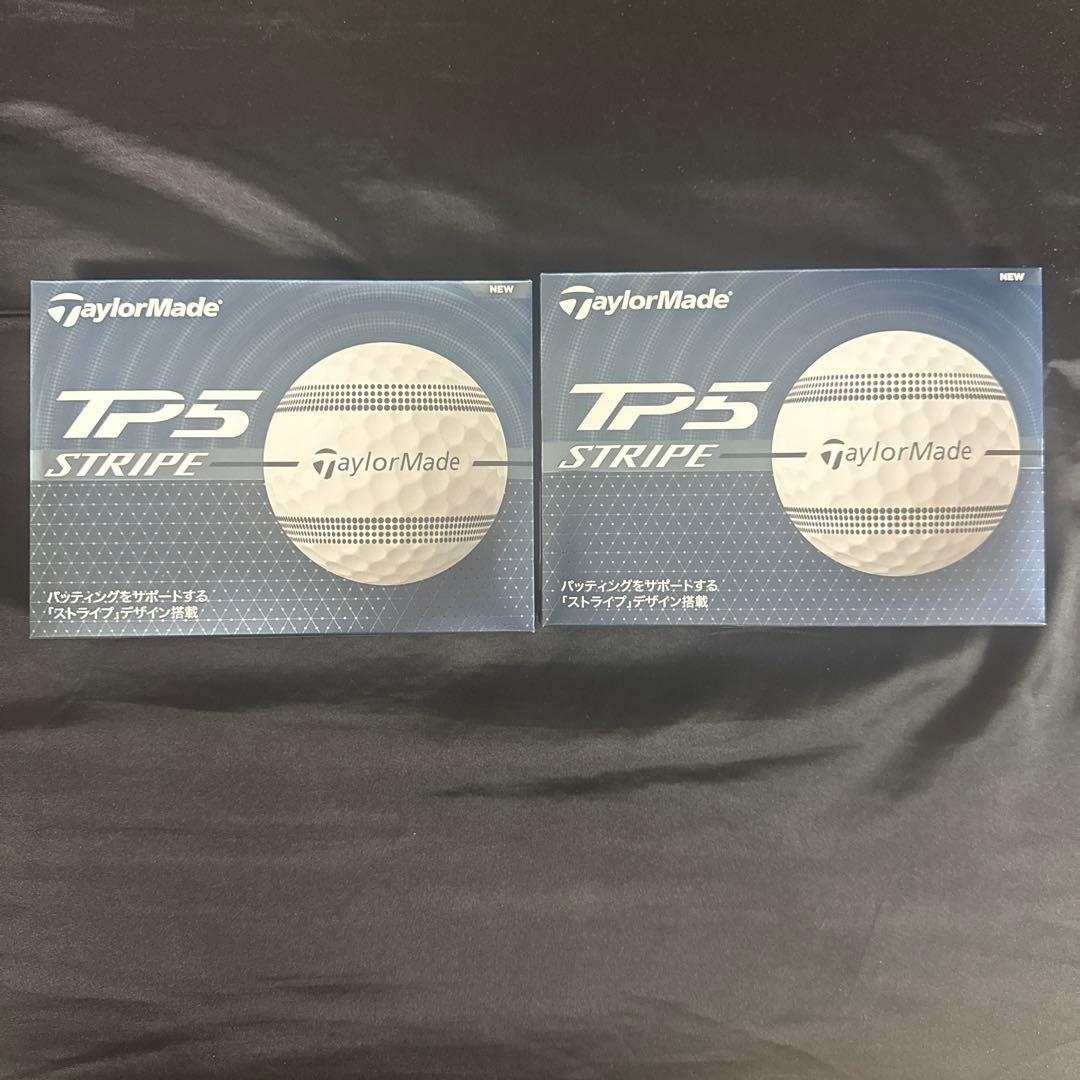 TaylorMade
NEW
TP5
STRIPE
TaylorMade
パッティングをサポートする
「ストライプ」デザイン搭載
TaylorMade
NEW
TP5
STRIPE
TaylorMade
パッティングをサポートする
「ストライプ」デザイン搭載